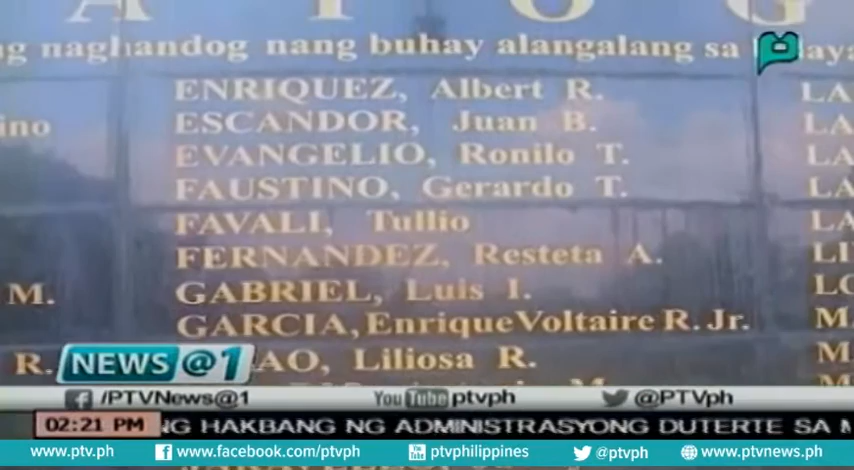 A T O G
ng naghandog nang buhay alangalang sa
ENRIQUEZ, Albert R.
ino ESCANDOR, Juan B.
EVANGELIO, Ronilo T.
FAUSTINO, Gerardo T.
FAVALI, Tullio
FERNANDEZ, Resteta A.
M. GABRIEL, Luis I.
GARCIA, Enrique Voltaire R. Jr.
R. AO, Liliosa R.
NEWS @1
/PTVNews@1 YouTube ptvph @PTVph
02:21 PM NG HAKBANG NG ADMINISTRASYONG DUTERTE SA
www.ptv.ph www.facebook.com/ptvph ptvphilippines @ptvph www.ptvnews.ph